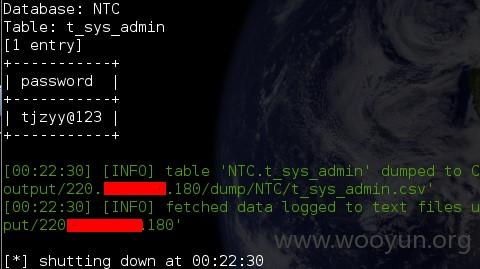 Database: NTC
Table: t_sys_admin
[1 entry]
+-----------+
| password  |
+-----------+
| tjzyy@123 |
+-----------+
[00:22:30] [INFO] table 'NTC.t_sys_admin' dumped to C
output/220. .180/dump/NTC/t_sys_admin.csv'
[00:22:30] [INFO] fetched data logged to text files u
put/220 .180'
www.wooyun.org
[*] shutting down at 00:22:30